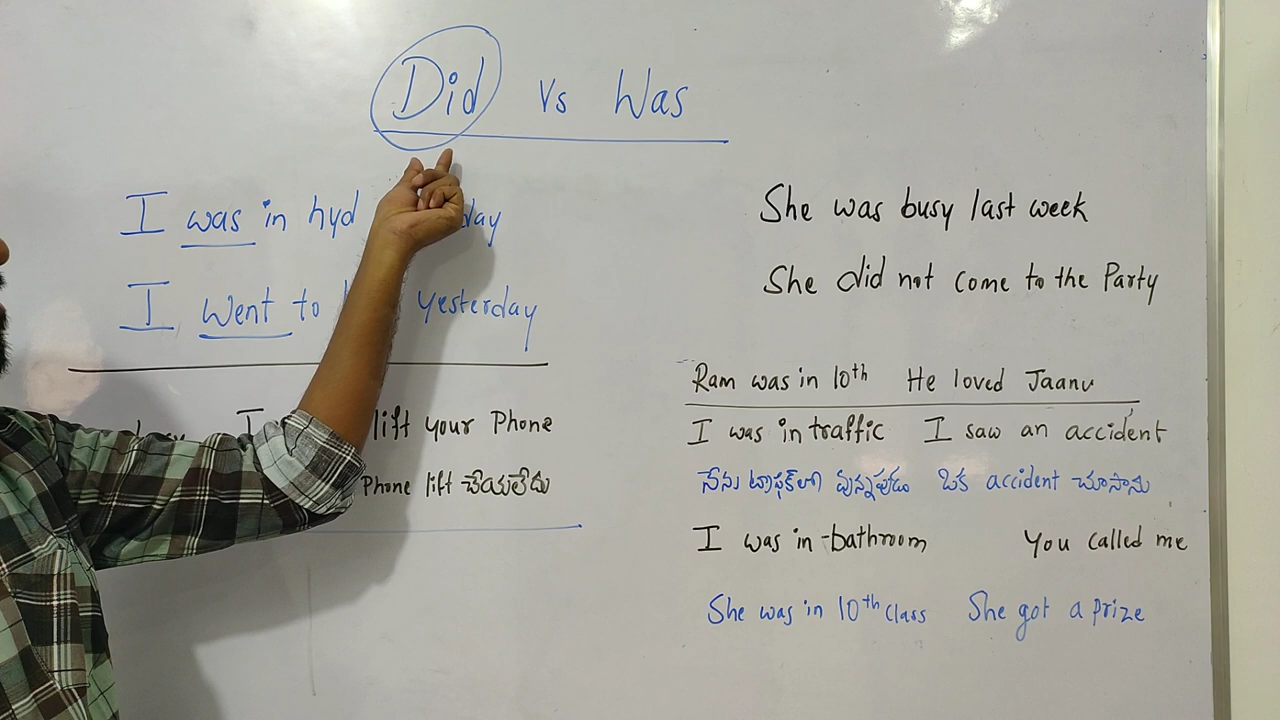 Did Vs Was
I was in hyd day
I went to yesterday
I lift your Phone
Phone lift చేయలేదు
She was busy last week
She did not come to the Party
Ram was in 10th He loved Jaanu
I was in traffic I saw an accident
నేను ట్రాఫిక్‌లో వున్నపుడు ఒక accident చూసాను
I was in-bathroom You called me
She was in 10th class She got a prize